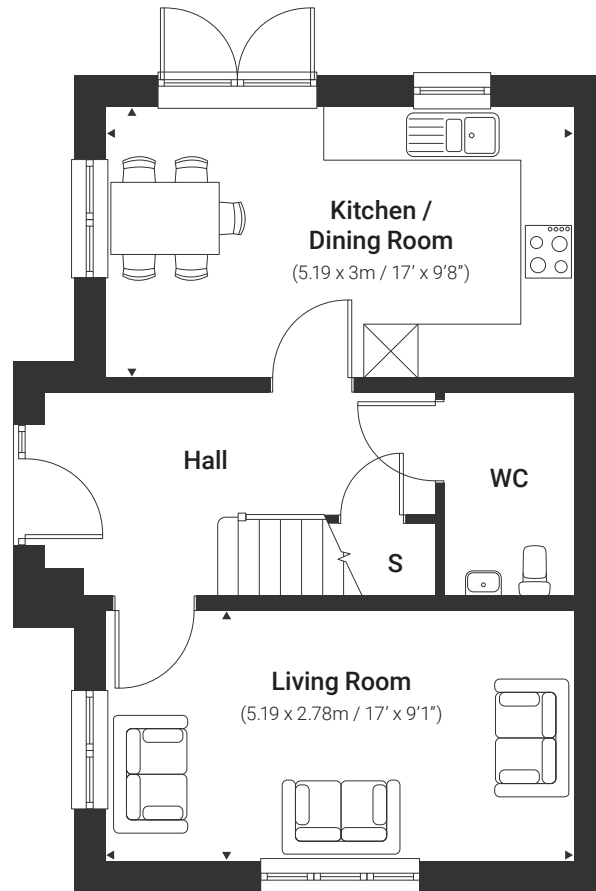 Kitchen /
Dining Room
(5.19 x 3m / 17’ x 9’8”)
Hall
WC
S
Living Room
(5.19 x 2.78m / 17’ x 9’1”)